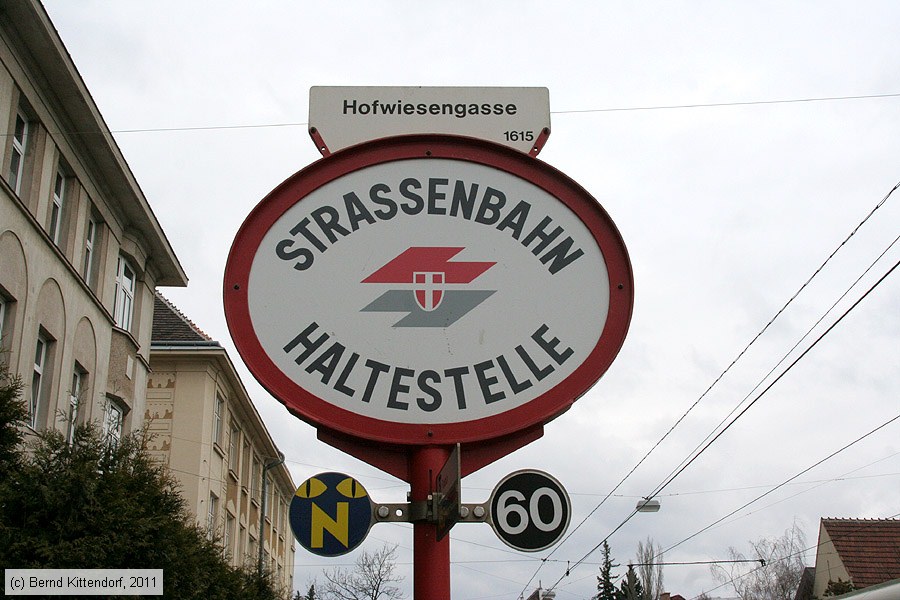 Hofwiesengasse
1615
STRASSENBAHN
HALTESTELLE
N
60
(c) Bernd Kittendorf, 2011